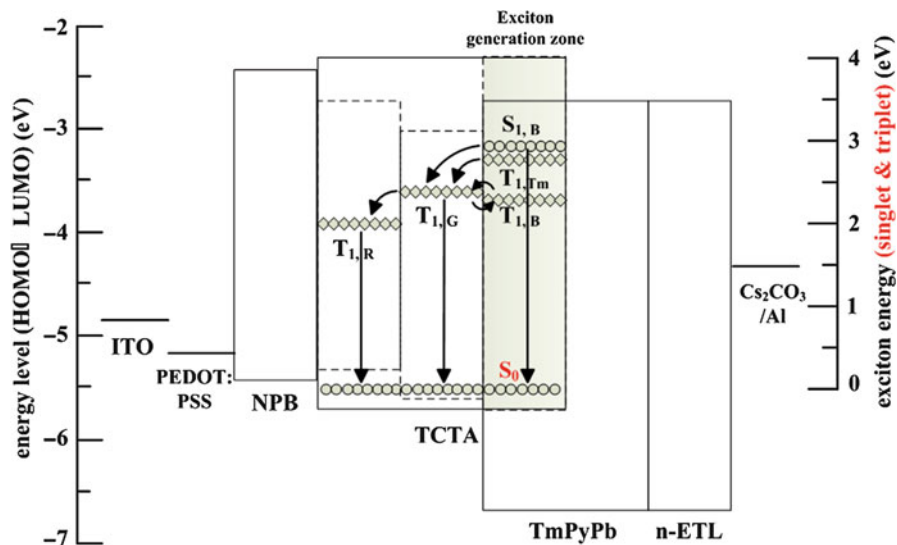 Exciton
generation zone
−2
−3
−4
−5
−6
−7
energy level (HOMO LUMO) (eV)
4
3
2
1
0
exciton energy (singlet & triplet) (eV)
S1, B
T1,Tm
T1, G
T1, B
T1, R
S0
ITO
PEDOT:
PSS
NPB
TCTA
TmPyPb
n-ETL
Cs₂CO₃
/Al